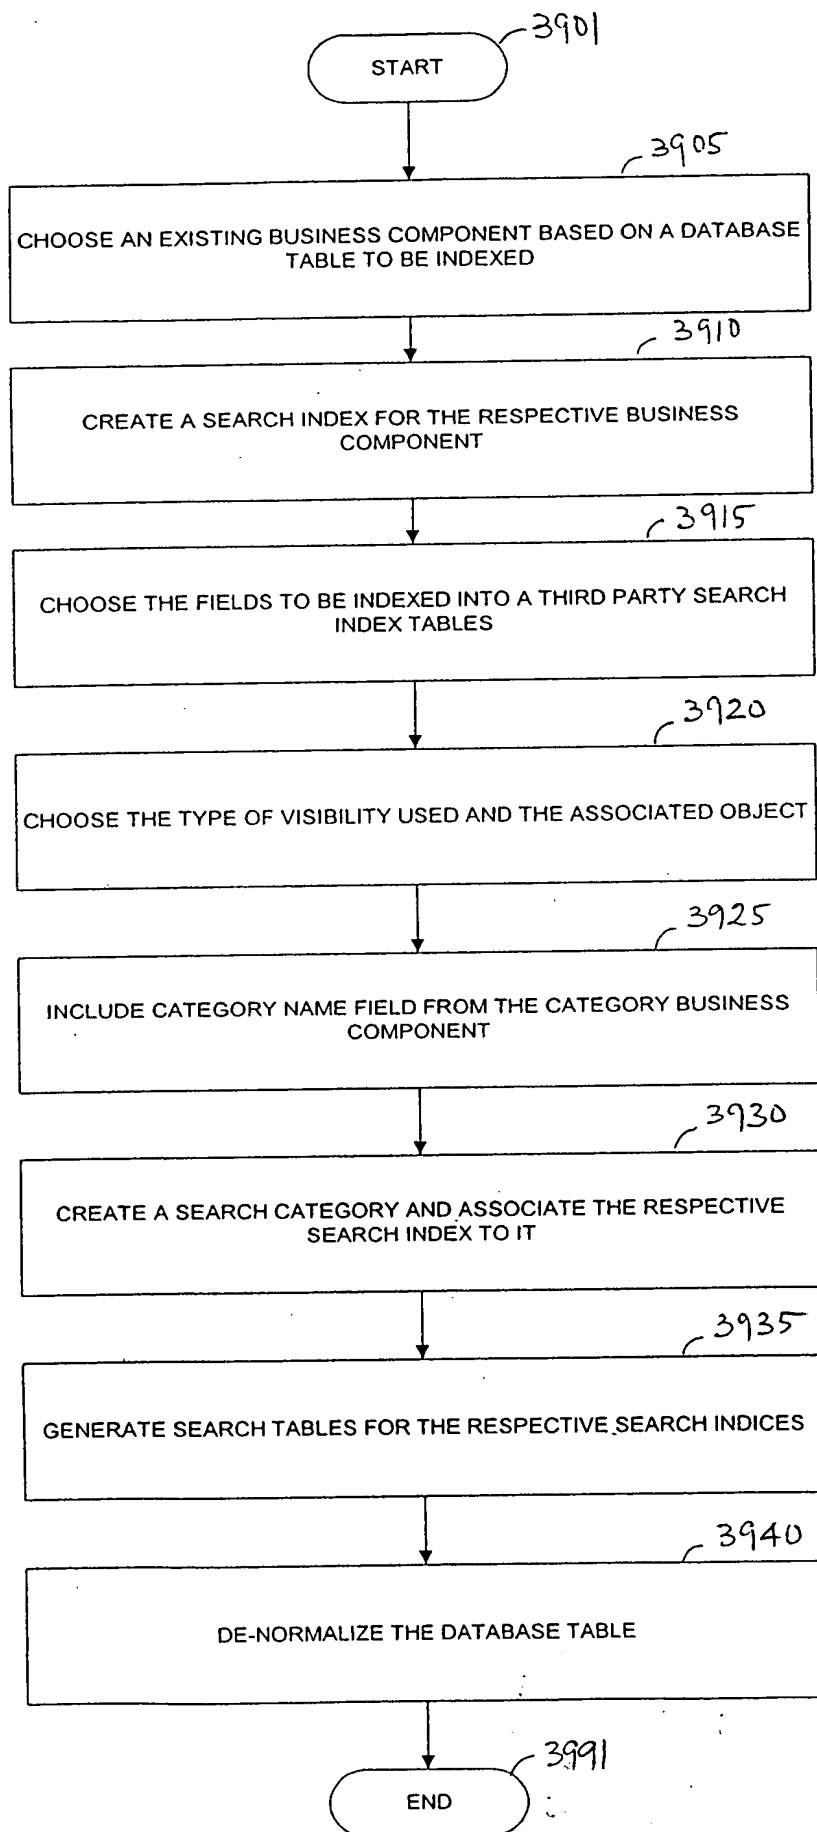 3901
START
3905
CHOOSE AN EXISTING BUSINESS COMPONENT BASED ON A DATABASE
TABLE TO BE INDEXED
3910
CREATE A SEARCH INDEX FOR THE RESPECTIVE BUSINESS
COMPONENT
3915
CHOOSE THE FIELDS TO BE INDEXED INTO A THIRD PARTY SEARCH
INDEX TABLES
3920
CHOOSE THE TYPE OF VISIBILITY USED AND THE ASSOCIATED OBJECT
3925
INCLUDE CATEGORY NAME FIELD FROM THE CATEGORY BUSINESS
COMPONENT
3930
CREATE A SEARCH CATEGORY AND ASSOCIATE THE RESPECTIVE
SEARCH INDEX TO IT
3935
GENERATE SEARCH TABLES FOR THE RESPECTIVE SEARCH INDICES
3940
DE-NORMALIZE THE DATABASE TABLE
3991
END